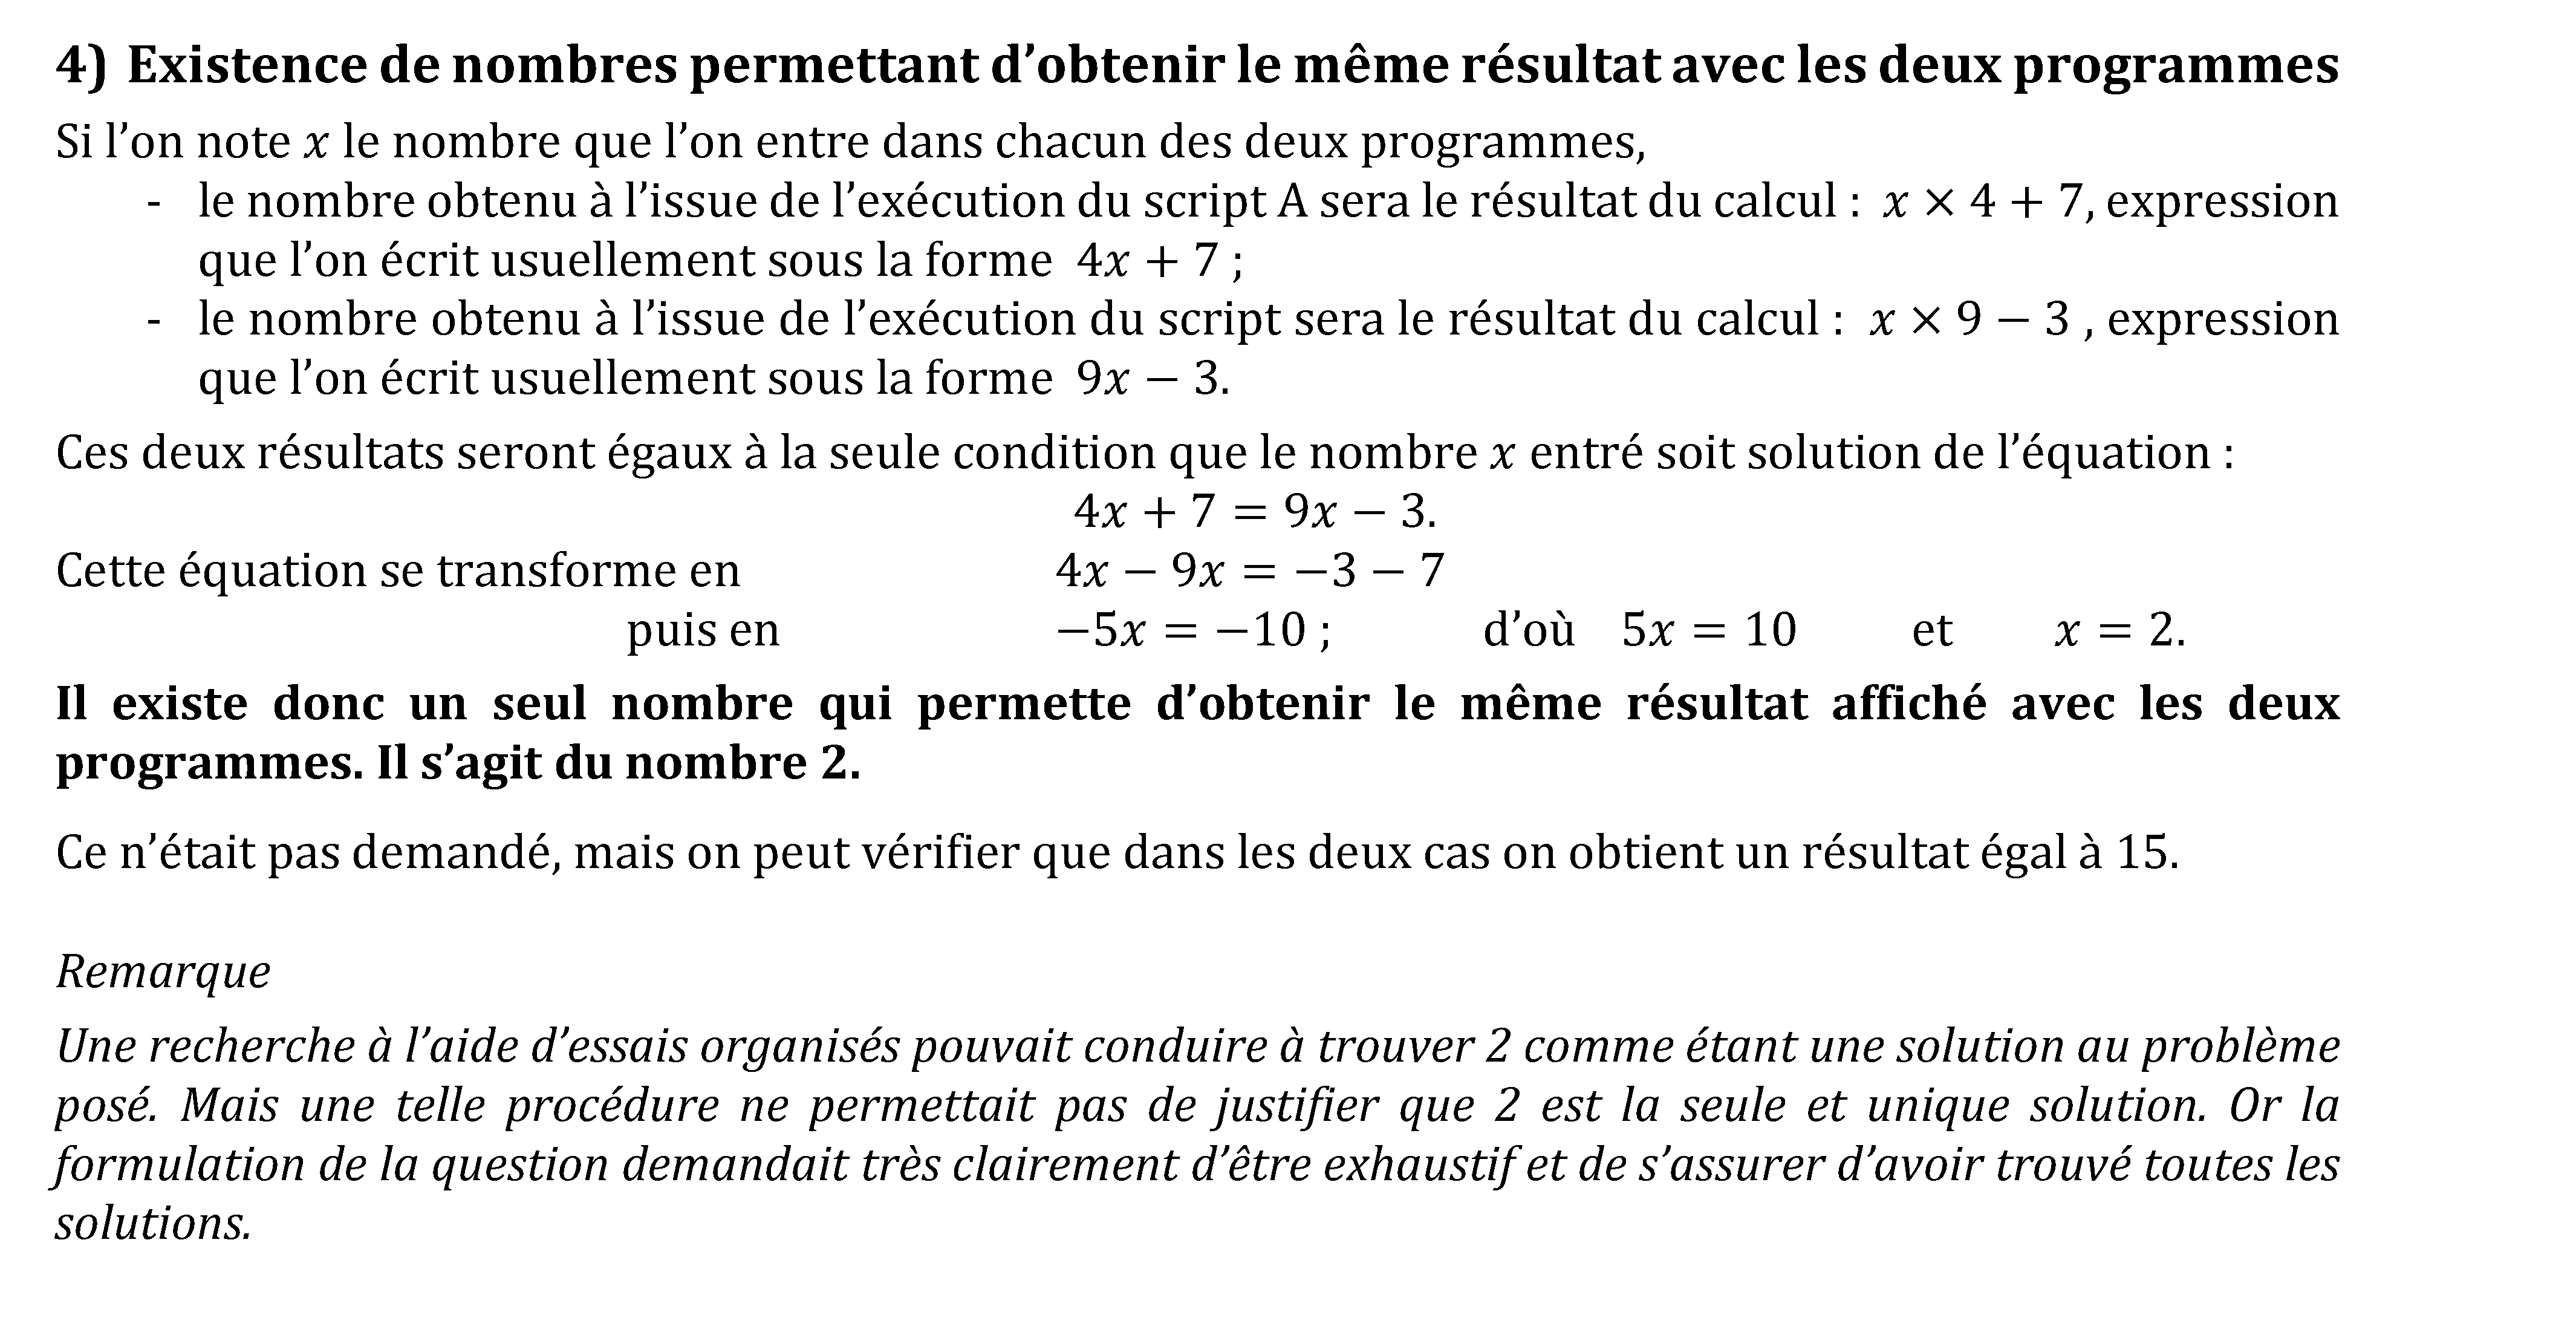 4) Existence de nombres permettant d’obtenir le même résultat avec les deux programmes
Si l’on note x le nombre que l’on entre dans chacun des deux programmes,
- le nombre obtenu à l’issue de l’exécution du script A sera le résultat du calcul : x × 4 + 7, expression
que l’on écrit usuellement sous la forme 4x + 7 ;
- le nombre obtenu à l’issue de l’exécution du script sera le résultat du calcul : x × 9 − 3 , expression
que l’on écrit usuellement sous la forme 9x − 3.
Ces deux résultats seront égaux à la seule condition que le nombre x entré soit solution de l’équation :
4x + 7 = 9x − 3.
Cette équation se transforme en 4x − 9x = −3 − 7
puis en −5x = −10 ; d’où 5x = 10 et x = 2.
Il existe donc un seul nombre qui permette d’obtenir le même résultat affiché avec les deux
programmes. Il s’agit du nombre 2.
Ce n’était pas demandé, mais on peut vérifier que dans les deux cas on obtient un résultat égal à 15.
Remarque
Une recherche à l’aide d’essais organisés pouvait conduire à trouver 2 comme étant une solution au problème
posé. Mais une telle procédure ne permettait pas de justifier que 2 est la seule et unique solution. Or la
formulation de la question demandait très clairement d’être exhaustif et de s’assurer d’avoir trouvé toutes les
solutions.